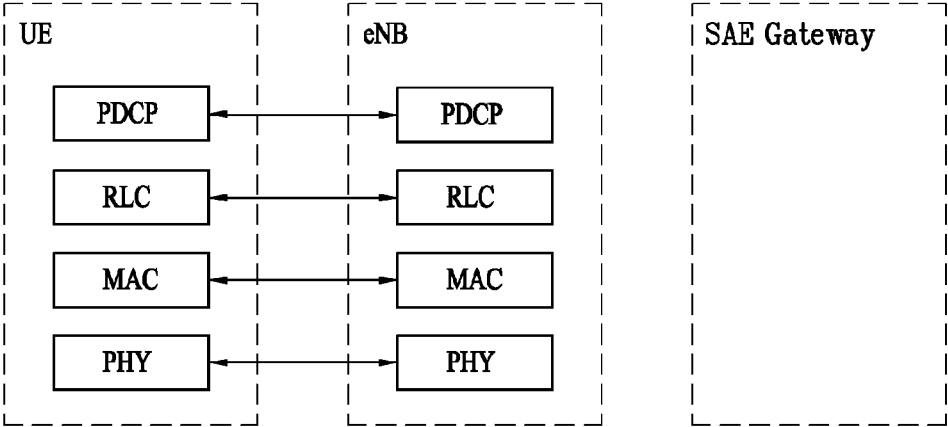 UE
eNB
SAE Gateway
PDCP
PDCP
RLC
RLC
MAC
MAC
PHY
PHY